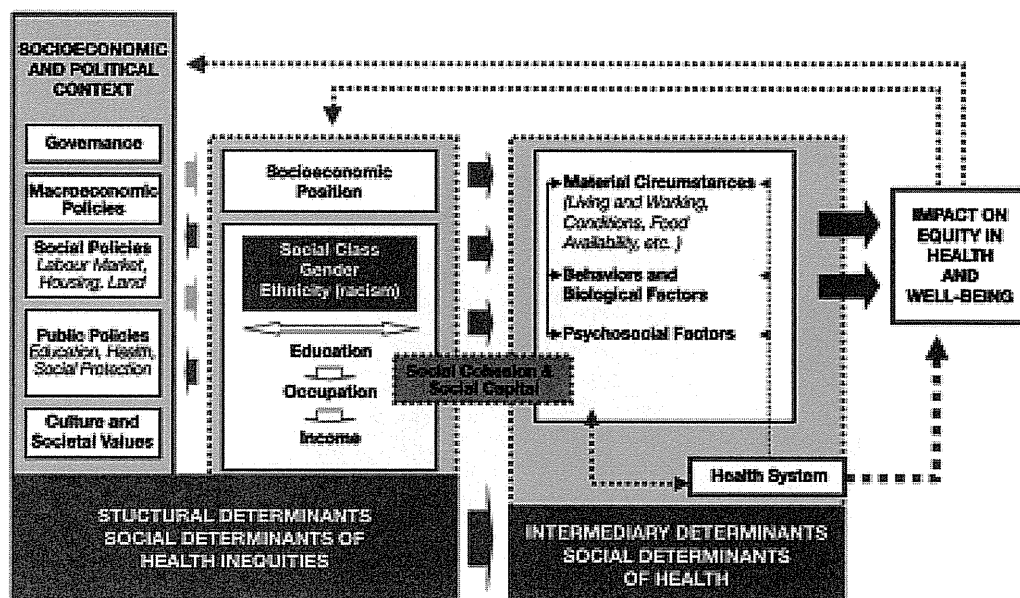 SOCIOECONOMIC
AND POLITICAL
CONTEXT
Governance
Macroeconomic
Policies
Social Policies
Labour Market,
Housing, Land
Public Policies
Education, Health,
Social Protection
Culture and
Societal Values
Socioeconomic
Position
Social Class
Gender
Ethnicity (racism)
Education
Occupation
Income
Social Cohesion &
Social Capital
Material Circumstances
(Living and Working,
Conditions, Food
Availability, etc. )
Behaviors and
Biological Factors
Psychosocial Factors
Health System
IMPACT ON
EQUITY IN
HEALTH
AND
WELL-BEING
STUCTURAL DETERMINANTS
SOCIAL DETERMINANTS OF
HEALTH INEQUITIES
INTERMEDIARY DETERMINANTS
SOCIAL DETERMINANTS
OF HEALTH